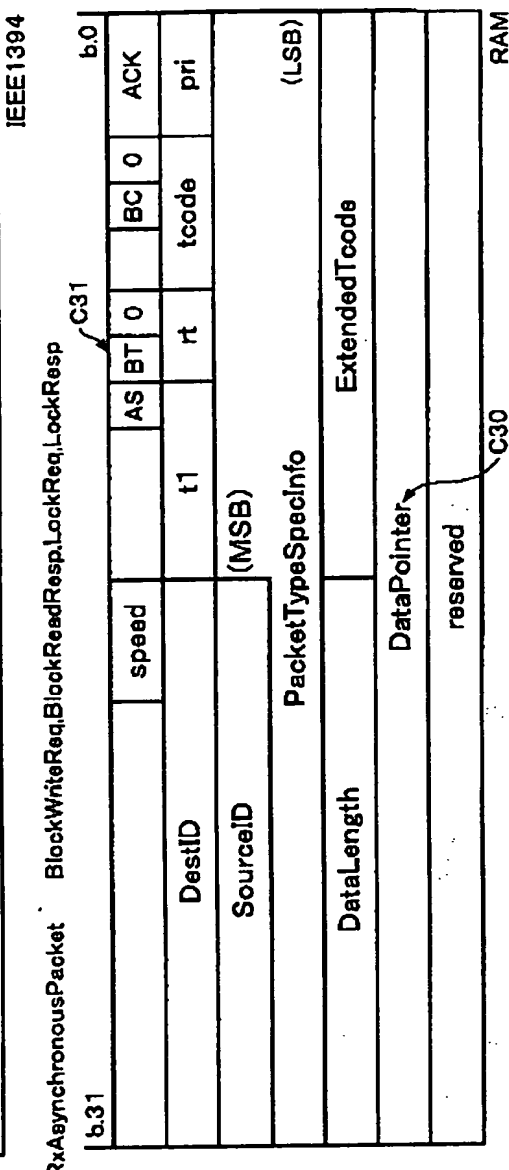 IEEE1394
RxAsynchronousPacket BlockWriteReq,BlockReadResp,LockReq,LockResp
b.31 C31 b.0
speed AS BT 0 BC 0 ACK
DestID t1 rt tcode pri
SourceID (MSB)
PacketTypeSpecInfo (LSB)
DataLength ExtendedTcode
DataPointer
reserved
C30
RAM